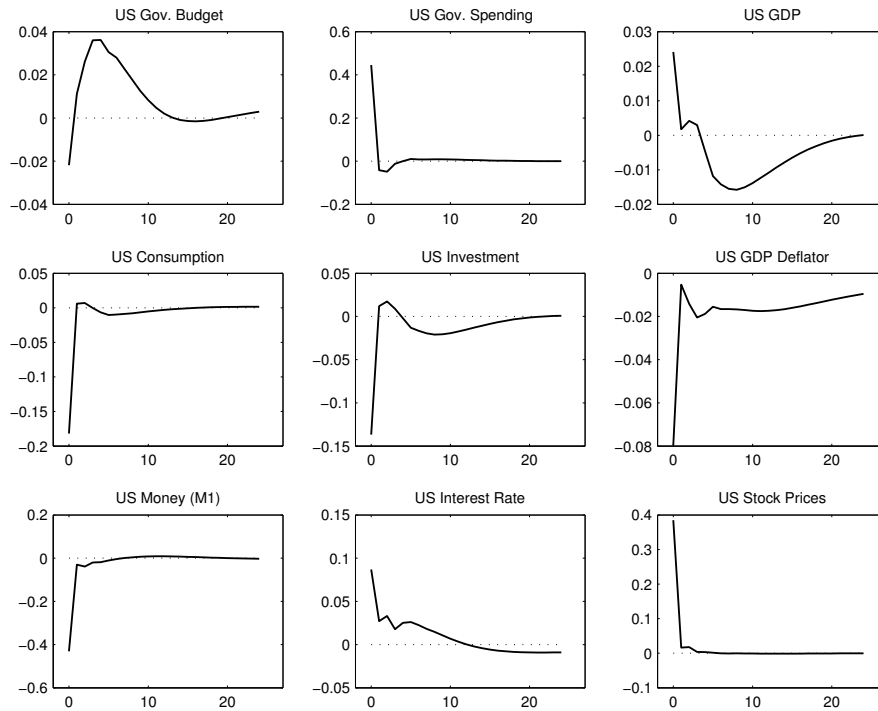 US Gov. Budget
0.04
0.02
0
−0.02
−0.04
0 10 20
US Gov. Spending
0.6
0.4
0.2
0
−0.2
0 10 20
US GDP
0.03
0.02
0.01
0
−0.01
−0.02
0 10 20
US Consumption
0.05
0
−0.05
−0.1
−0.15
−0.2
0 10 20
US Investment
0.05
0
−0.05
−0.1
−0.15
0 10 20
US GDP Deflator
0
−0.02
−0.04
−0.06
−0.08
0 10 20
US Money (M1)
0.2
0
−0.2
−0.4
−0.6
0 10 20
US Interest Rate
0.15
0.1
0.05
0
−0.05
0 10 20
US Stock Prices
0.4
0.3
0.2
0.1
0
−0.1
0 10 20